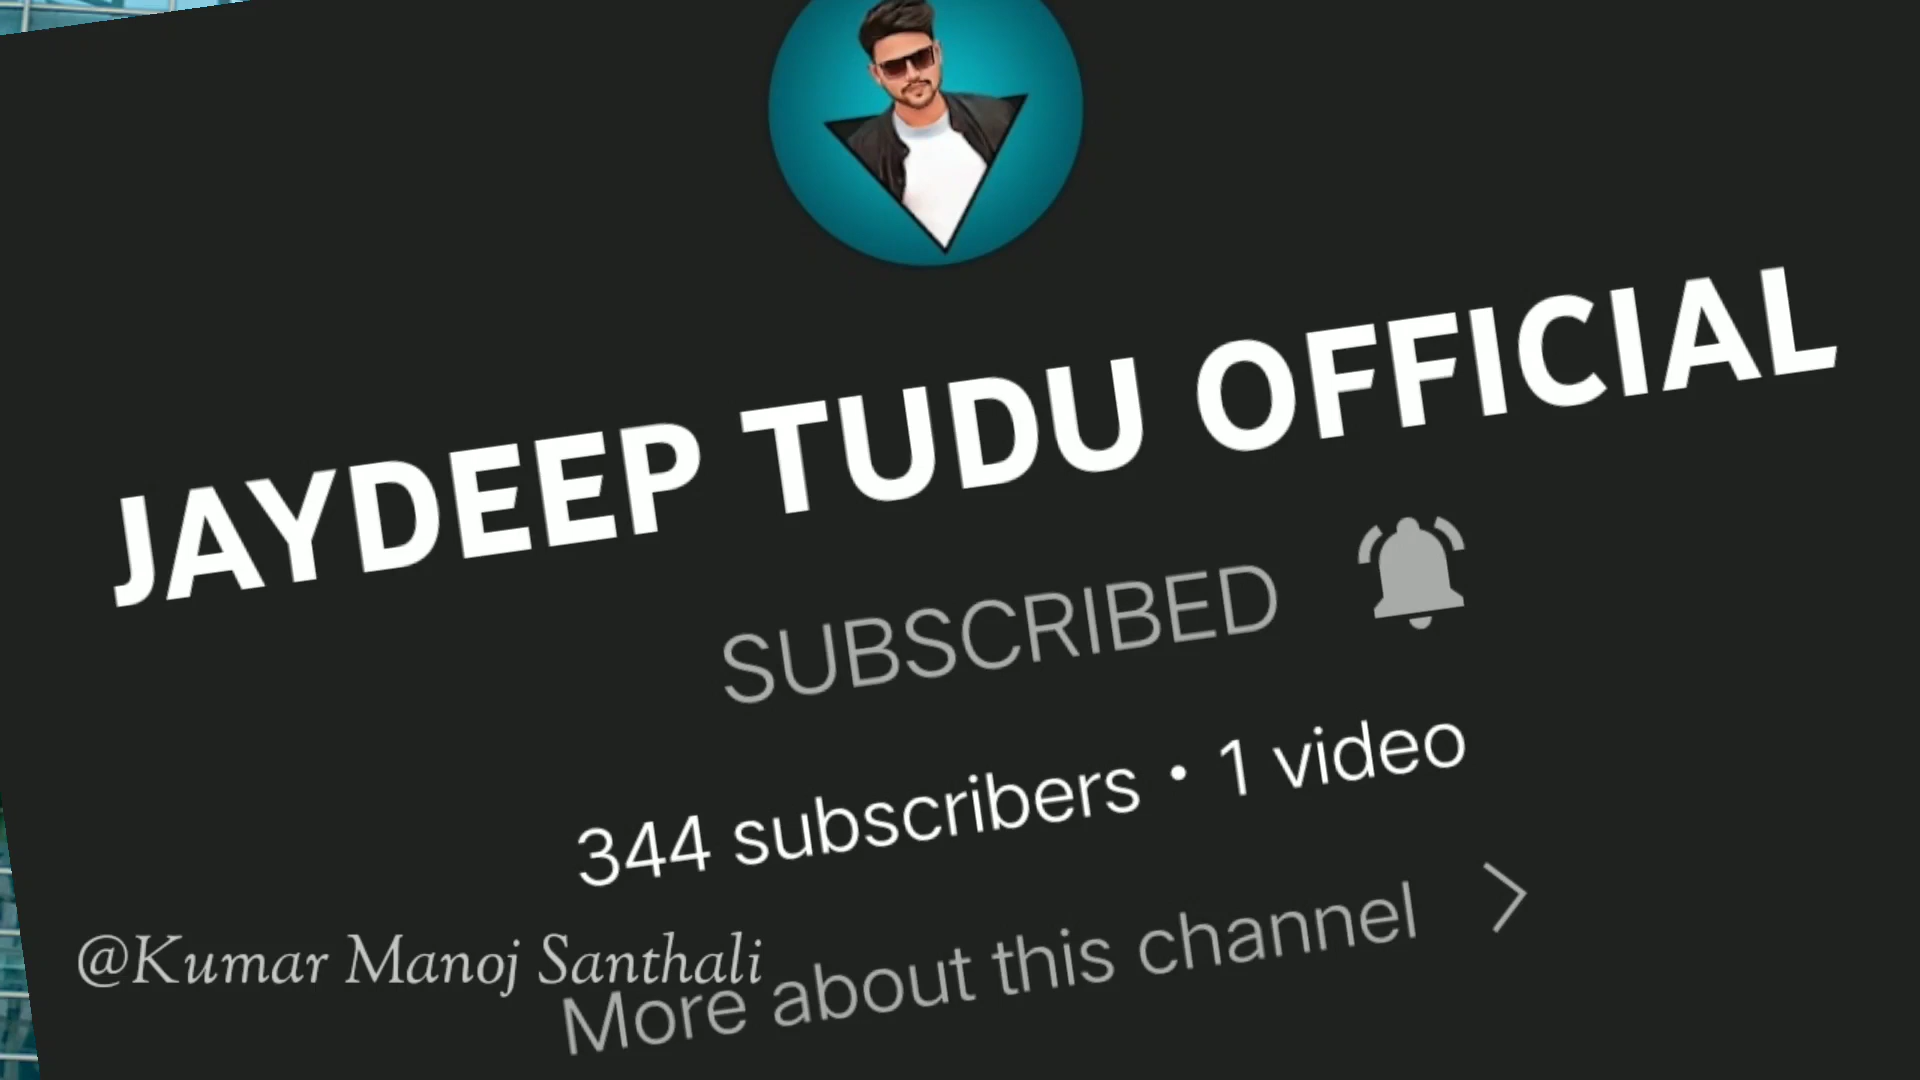 JAYDEEP TUDU OFFICIAL
SUBSCRIBED
344 subscribers • 1 video
@Kumar Manoj Santhali
More about this channel